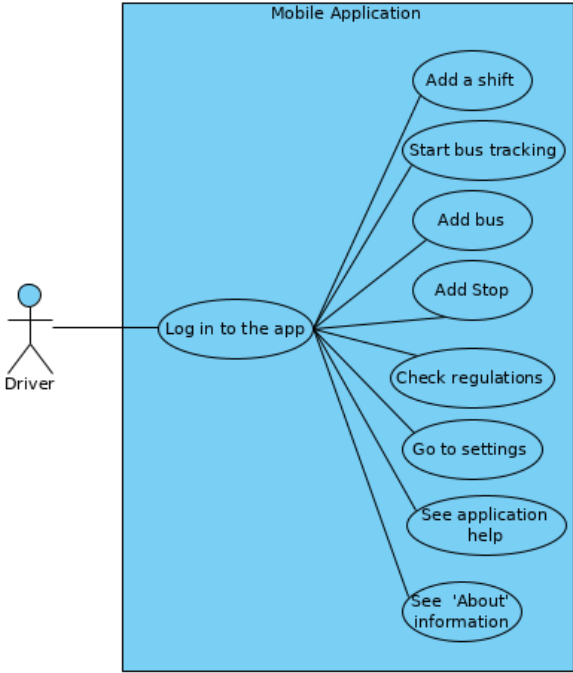 Mobile Application
Add a shift
Start bus tracking
Add bus
Add Stop
Log in to the app
Check regulations
Driver
Go to settings
See application
help
See 'About'
information